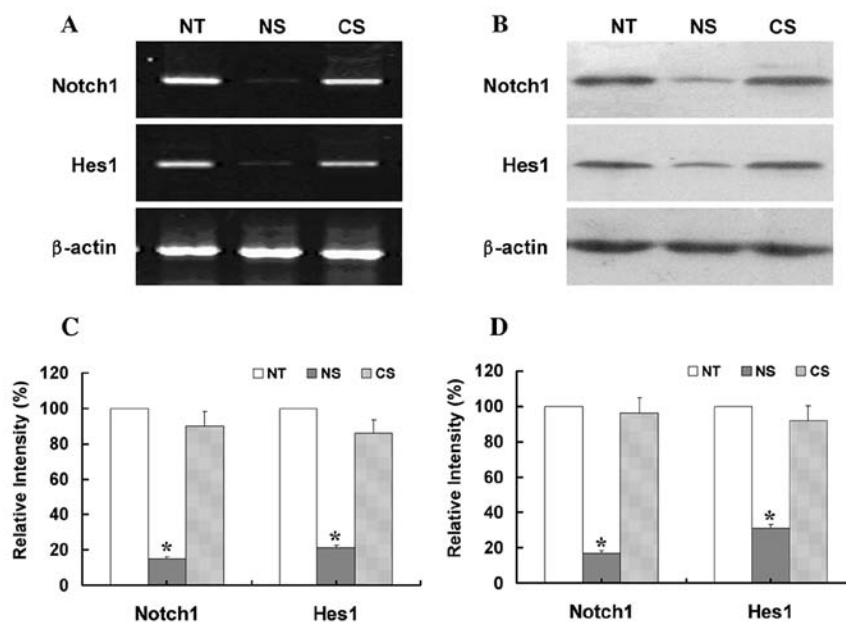 A
NT NS CS
Notch1
Hes1
β-actin
B
NT NS CS
Notch1
Hes1
β-actin
C
Relative Intensity (%)
120
100
80
60
40
20
0
NT NS CS
*
*
Notch1 Hes1
D
Relative Intensity (%)
120
100
80
60
40
20
0
NT NS CS
*
*
Notch1 Hes1